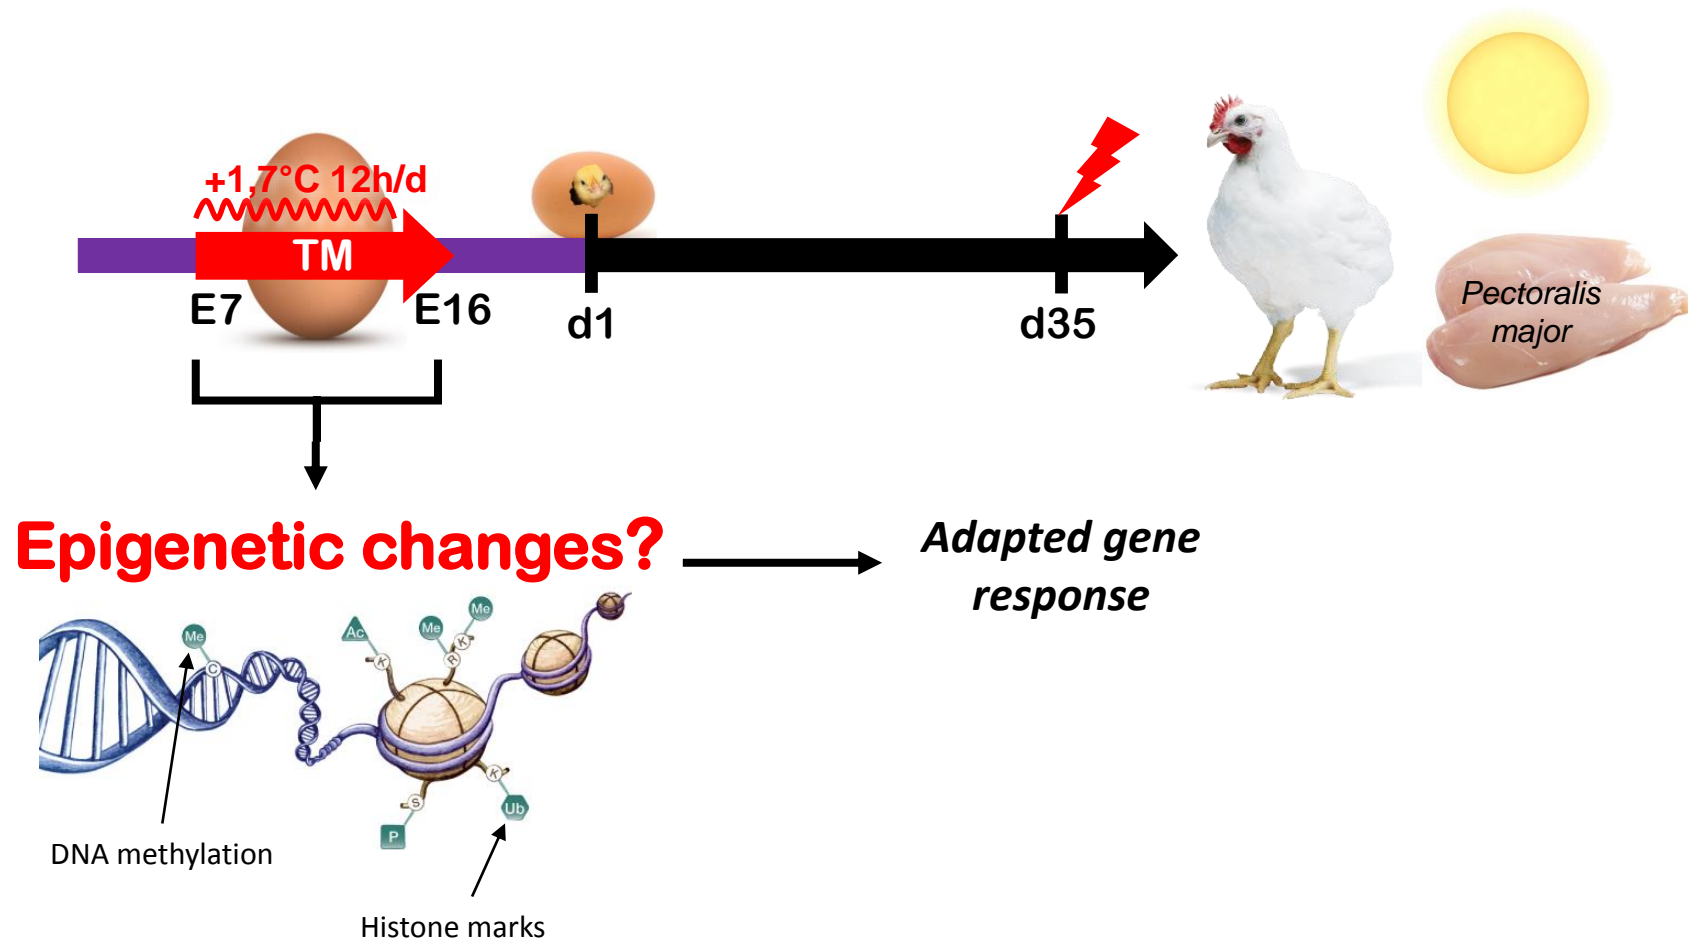 +1,7°C 12h/d
TM
E7
E16
d1
d35
Pectoralis
major
Epigenetic changes?
Adapted gene
response
Me
C
Ac
K
Me
R
K
Me
S
P
K
Ub
DNA methylation
Histone marks